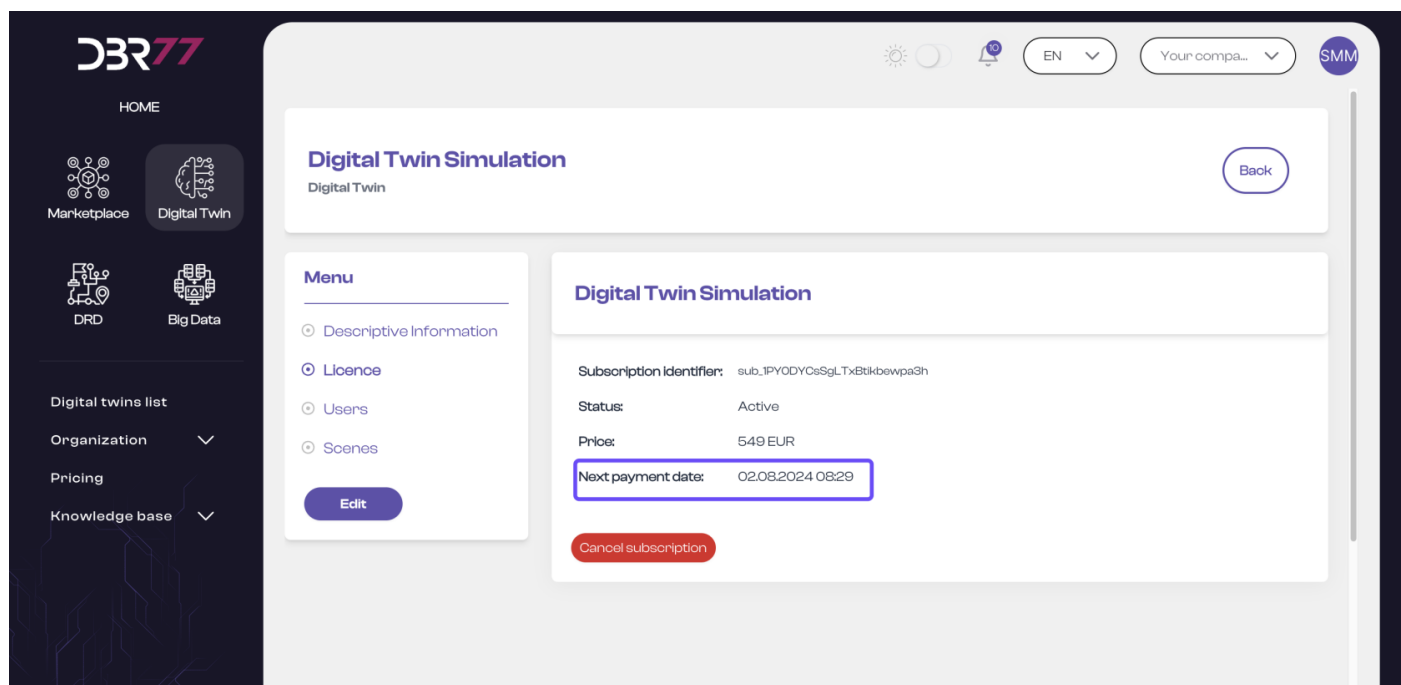 DBR77
HOME
Marketplace
Digital Twin
DRD
Big Data
Digital twins list
Organization
Pricing
Knowledge base
10
EN
Your compa...
SMM
Digital Twin Simulation
Digital Twin
Back
Menu
Descriptive Information
Licence
Users
Scenes
Edit
Digital Twin Simulation
Subscription identifier: sub_1PY0DYCsSgLTxBtikbewpa3h
Status: Active
Price: 549 EUR
Next payment date: 02.08.2024 08:29
Cancel subscription